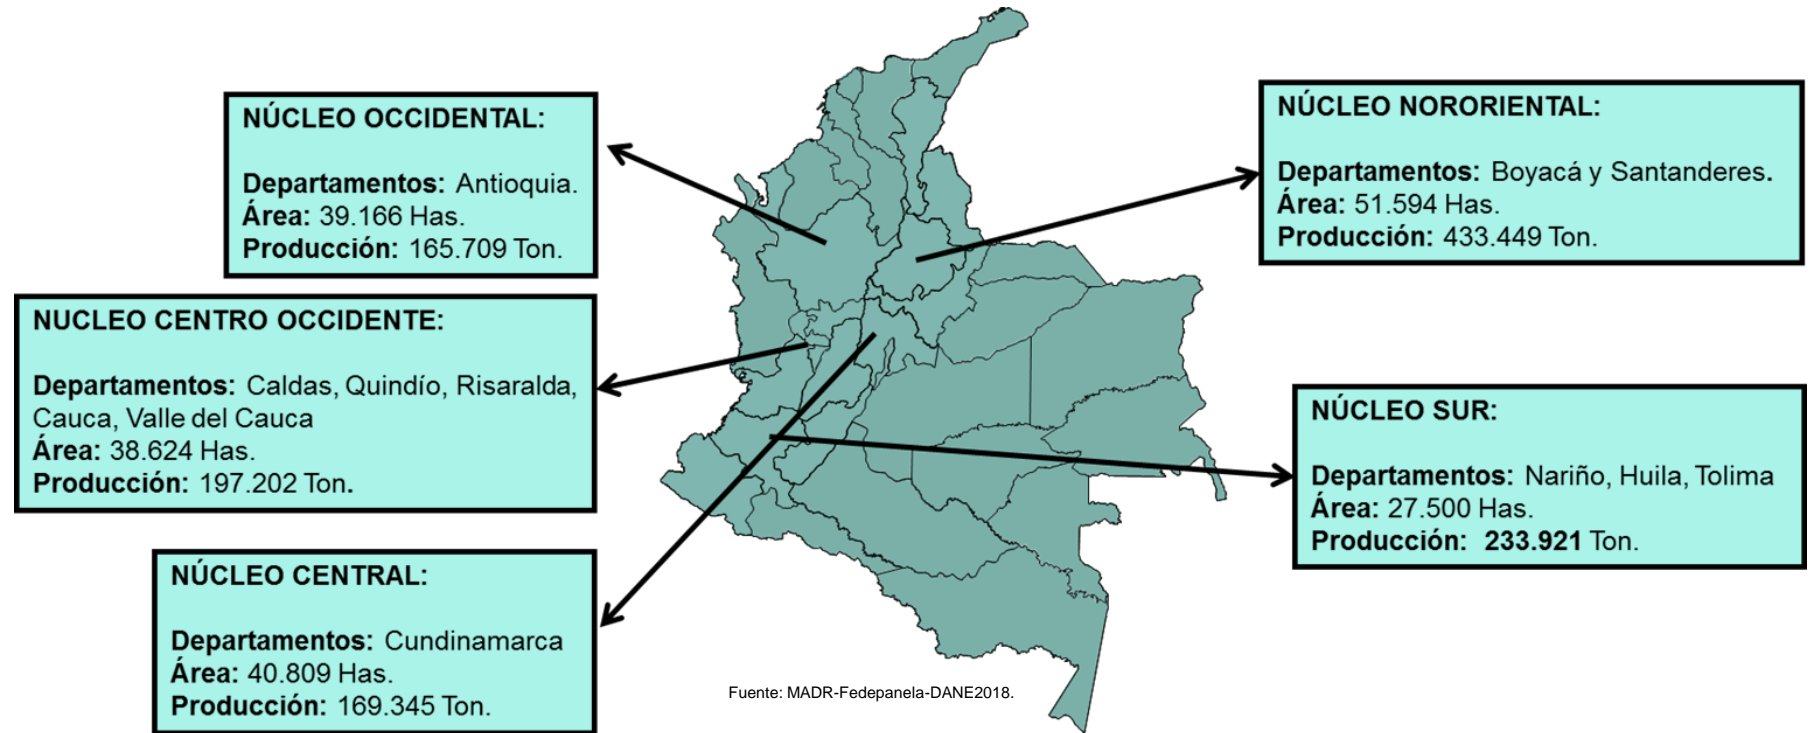 NÚCLEO OCCIDENTAL:
Departamentos: Antioquia.
Área: 39.166 Has.
Producción: 165.709 Ton.
NUCLEO CENTRO OCCIDENTE:
Departamentos: Caldas, Quindío, Risaralda,
Cauca, Valle del Cauca
Área: 38.624 Has.
Producción: 197.202 Ton.
NÚCLEO CENTRAL:
Departamentos: Cundinamarca
Área: 40.809 Has.
Producción: 169.345 Ton.
NÚCLEO NORORIENTAL:
Departamentos: Boyacá y Santanderes.
Área: 51.594 Has.
Producción: 433.449 Ton.
NÚCLEO SUR:
Departamentos: Nariño, Huila, Tolima
Área: 27.500 Has.
Producción: 233.921 Ton.
Fuente: MADR-Fedepanela-DANE2018.